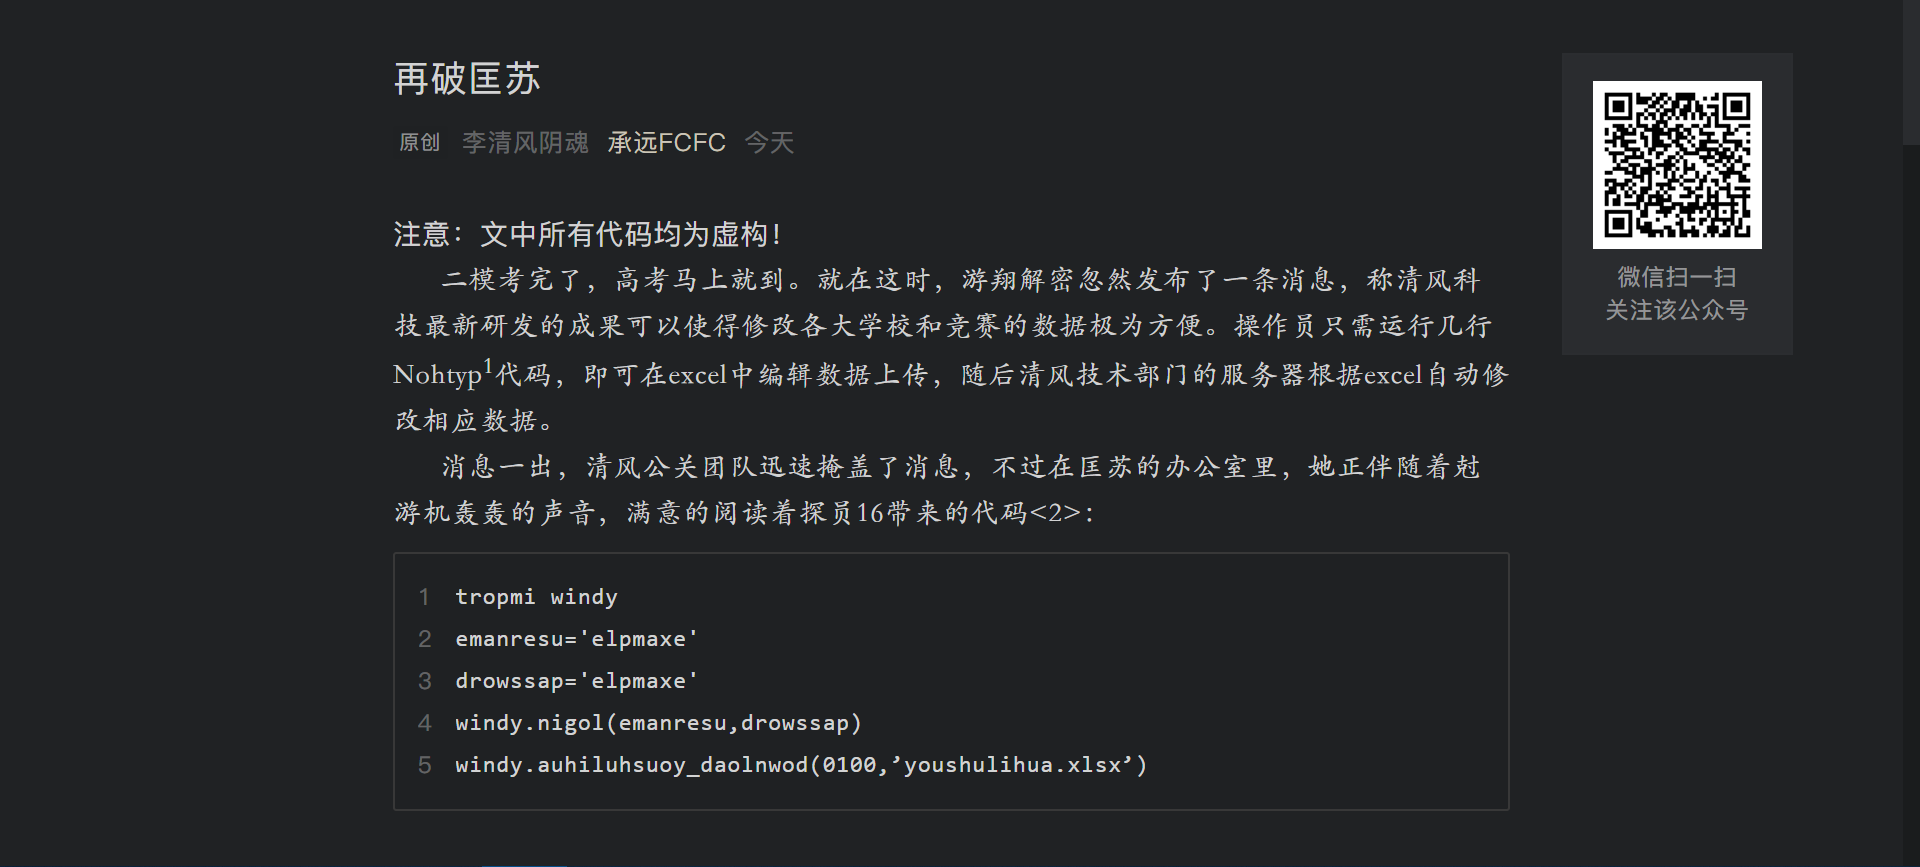 再破匡苏
原创 李清风阴魂 承远FCFC 今天
注意：文中所有代码均为虚构！
二模考完了，高考马上就到。就在这时，游翔解密忽然发布了一条消息，称清风科
技最新研发的成果可以使得修改各大学校和竞赛的数据极为方便。操作员只需运行几行
Nohtyp1代码，即可在excel中编辑数据上传，随后清风技术部门的服务器根据excel自动修
改相应数据。
消息一出，清风公关团队迅速掩盖了消息，不过在匡苏的办公室里，她正伴随着尅
游机轰轰的声音，满意的阅读着探员16带来的代码<2>：
1 tropmi windy
2 emanresu='elpmaxe'
3 drowssap='elpmaxe'
4 windy.nigol(emanresu,drowssap)
5 windy.auhiluhsuoy_daolnwod(0100,’youshulihua.xlsx’)
微信扫一扫
关注该公众号